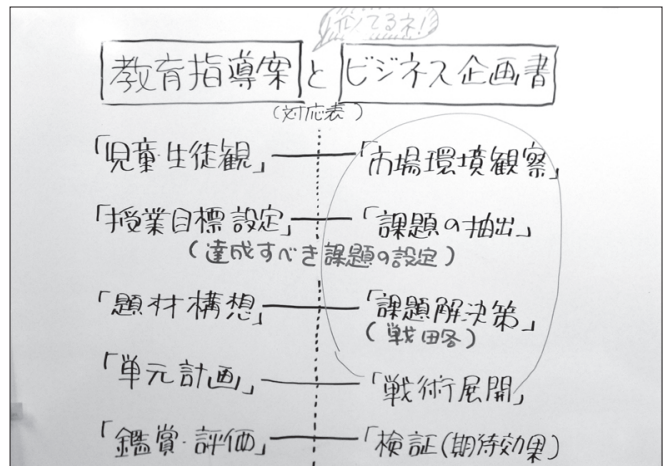 似てるネ!
教育指導案 と ビジネス企画書
(対応表)
「児童・生徒観」 「市場環境観察」
「授業目標設定」 「課題の抽出」
(達成すべき課題の設定)
「題材構想」 「課題解決策」
(戦略)
「単元計画」 「戦術展開」
「鑑賞・評価」 「検証(期待効果)